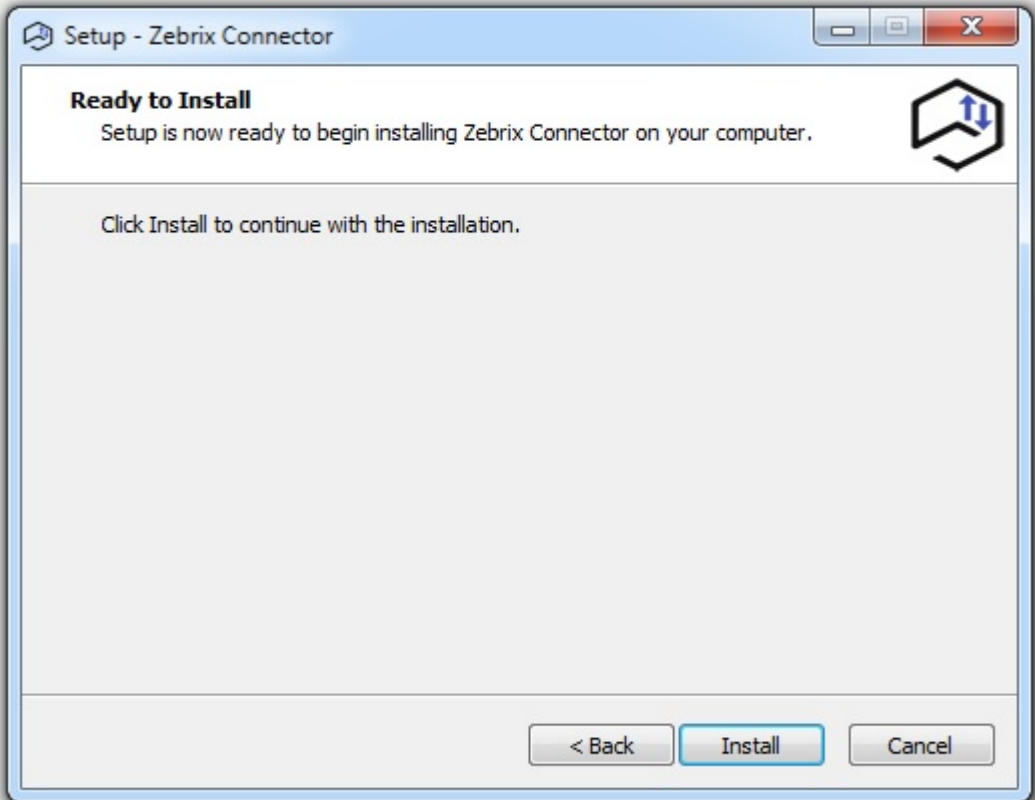 Setup - Zebrix Connector
Ready to Install
Setup is now ready to begin installing Zebrix Connector on your computer.
Click Install to continue with the installation.
< Back Install Cancel